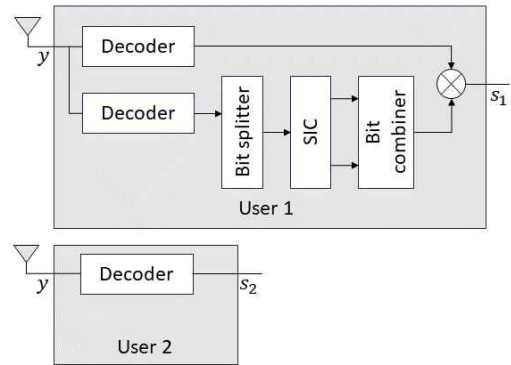 y
Decoder
Decoder
Bit splitter
SIC
Bit
combiner
s₁
User 1
y
Decoder
s₂
User 2